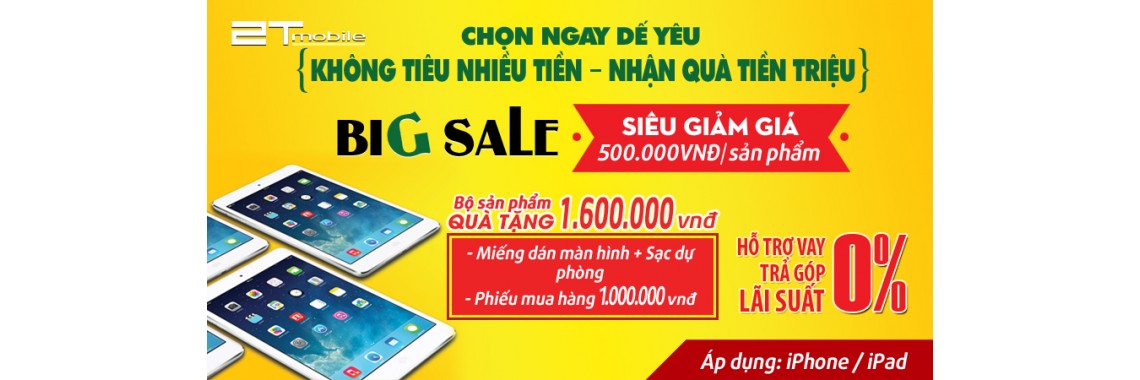 2Tmobile
CHỌN NGAY DẾ YÊU
{KHÔNG TIÊU NHIỀU TIỀN – NHẬN QUÀ TIỀN TRIỆU}
BIG SALE
SIÊU GIẢM GIÁ
500.000VNĐ/sản phẩm
Bộ sản phẩm
QUÀ TẶNG 1.600.000 vnđ
- Miếng dán màn hình + Sạc dự
phòng
- Phiếu mua hàng 1.000.000 vnđ
HỖ TRỢ VAY
TRẢ GÓP
LÃI SUẤT 0%
Áp dụng: iPhone / iPad